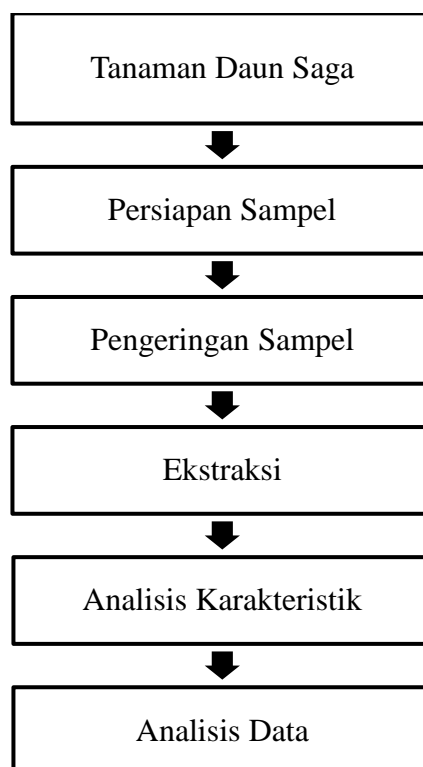 Tanaman Daun Saga
Persiapan Sampel
Pengeringan Sampel
Ekstraksi
Analisis Karakteristik
Analisis Data